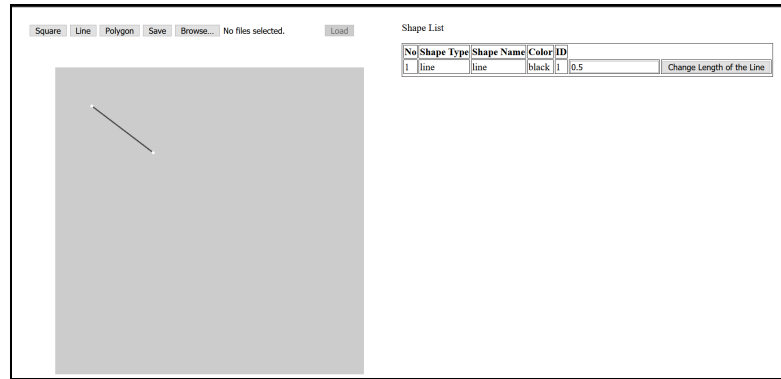 Square Line Polygon Save Browse... No files selected. Load
Shape List
No Shape Type Shape Name Color ID
1 line line black 1 0.5 Change Length of the Line